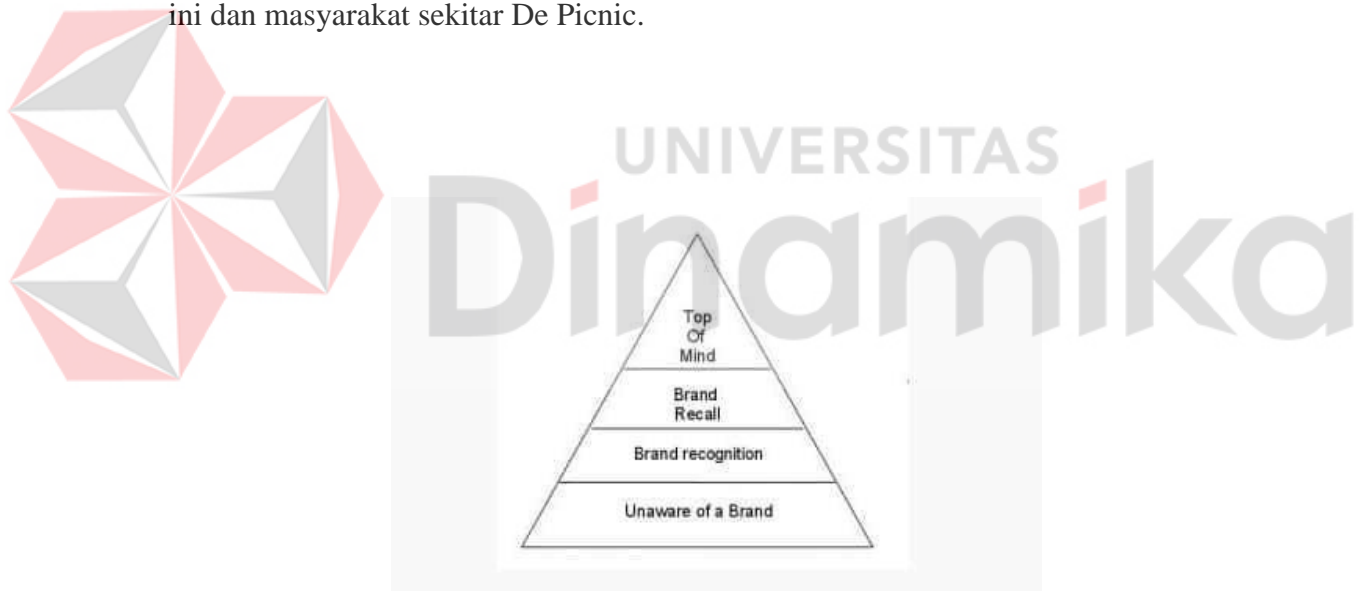 ini dan masyarakat sekitar De Picnic.
UNIVERSITAS
Dinamika
Top
Of
Mind
Brand
Recall
Brand recognition
Unaware of a Brand